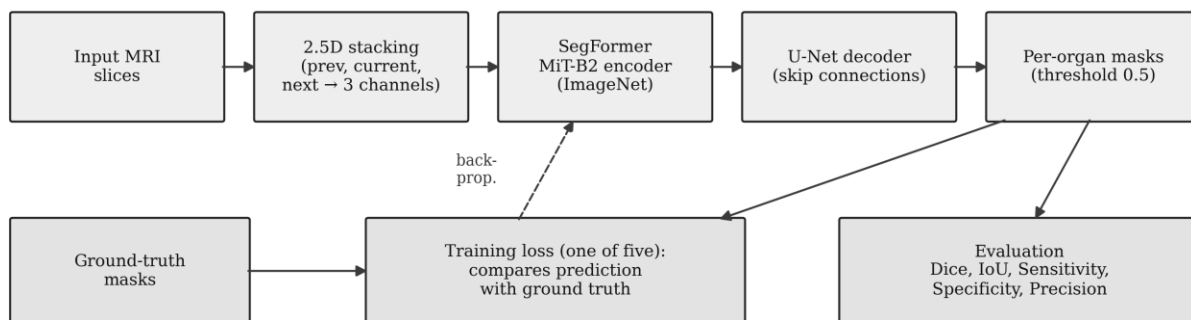 Input MRI
slices
2.5D stacking
(prev, current,
next → 3 channels)
SegFormer
MiT-B2 encoder
(ImageNet)
U-Net decoder
(skip connections)
Per-organ masks
(threshold 0.5)
back-
prop.
Ground-truth
masks
Training loss (one of five):
compares prediction
with ground truth
Evaluation
Dice, IoU, Sensitivity,
Specificity, Precision